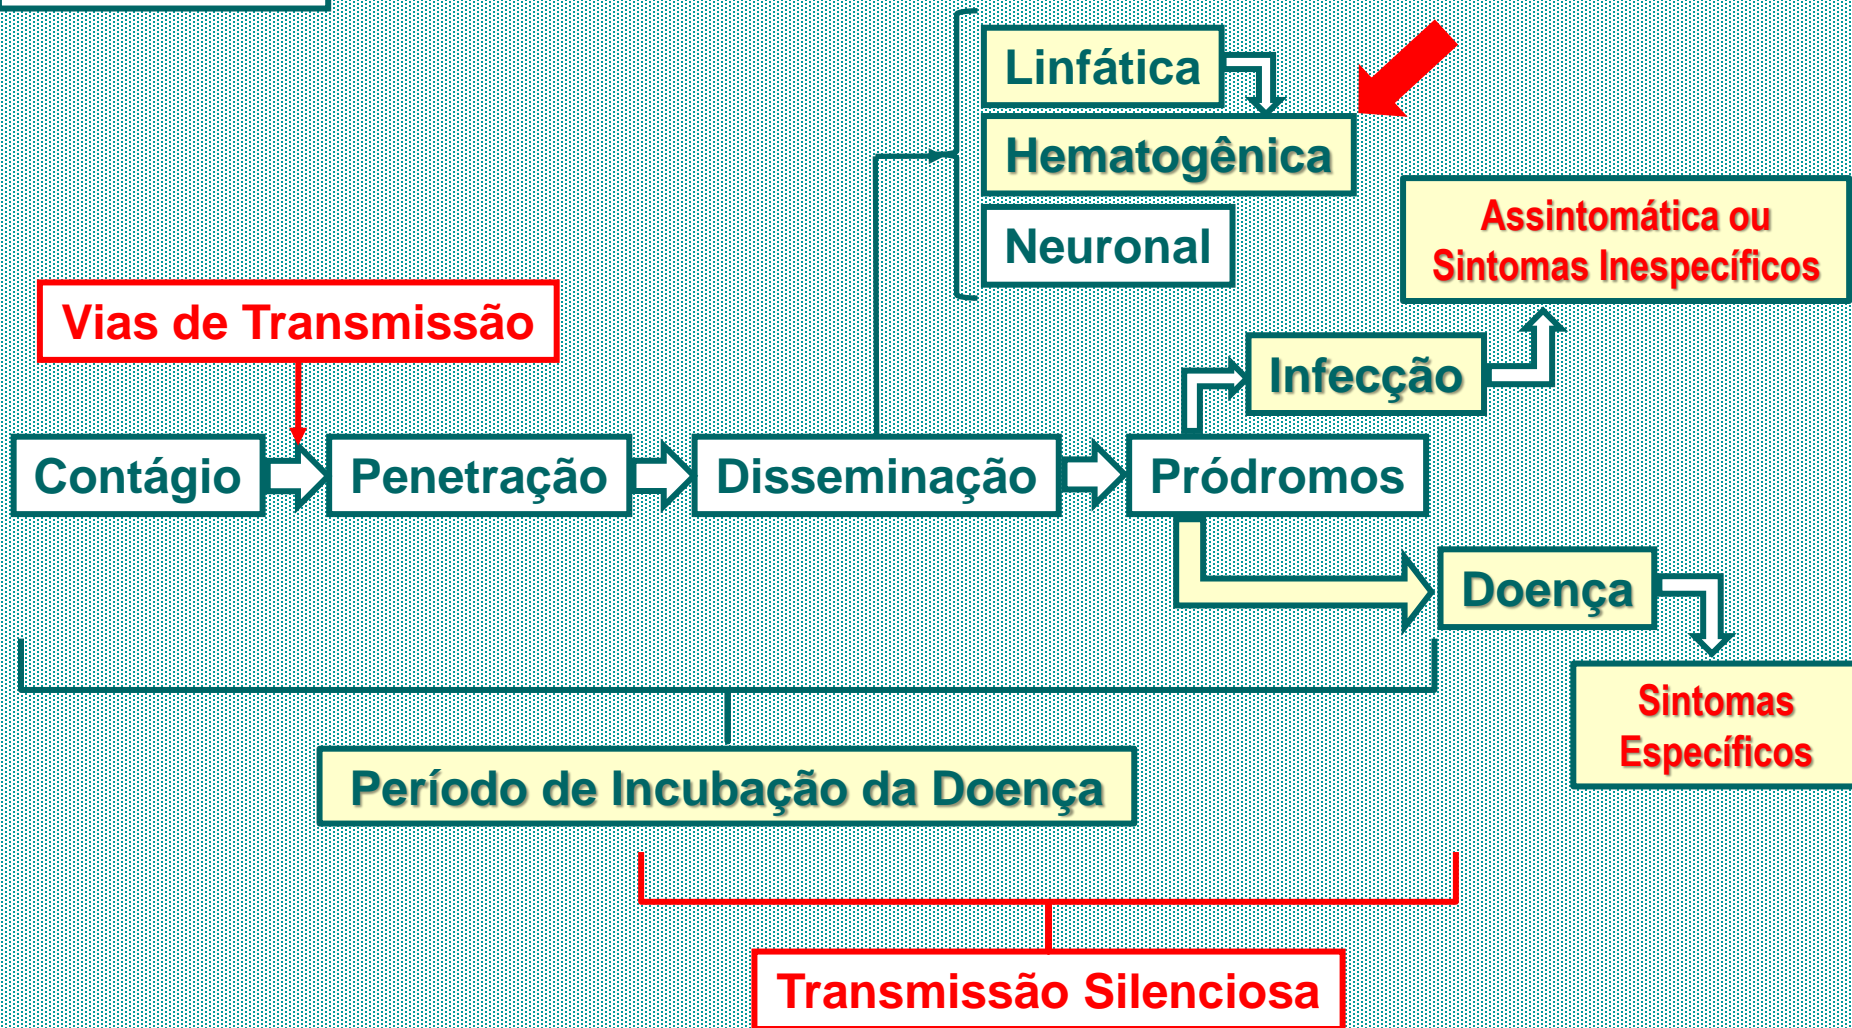 Linfática
Hematogênica
Neuronal
Assintomática ou
Sintomas Inespecíficos
Vias de Transmissão
Infecção
Contágio
Penetração
Disseminação
Pródromos
Doença
Sintomas
Específicos
Período de Incubação da Doença
Transmissão Silenciosa